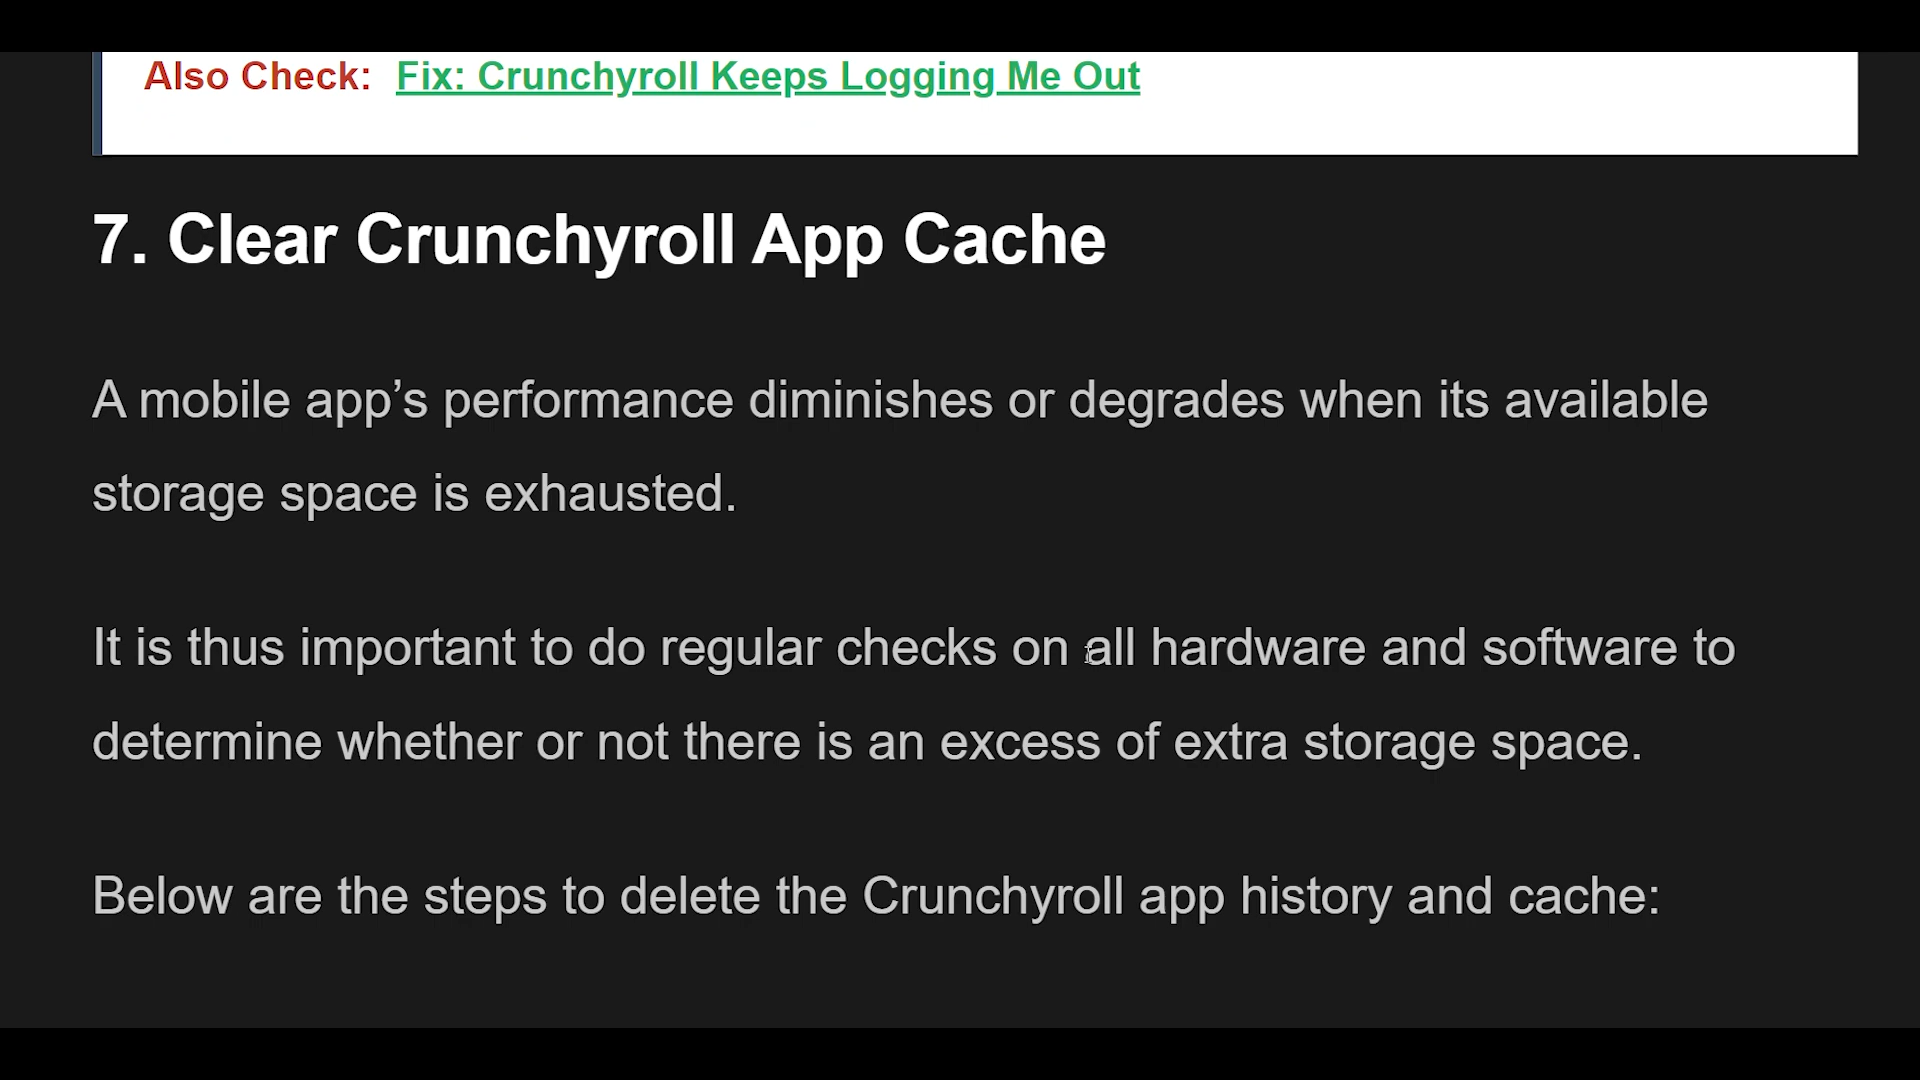 Also Check: Fix: Crunchyroll Keeps Logging Me Out
7. Clear Crunchyroll App Cache
A mobile app’s performance diminishes or degrades when its available
storage space is exhausted.
It is thus important to do regular checks on all hardware and software to
determine whether or not there is an excess of extra storage space.
Below are the steps to delete the Crunchyroll app history and cache: